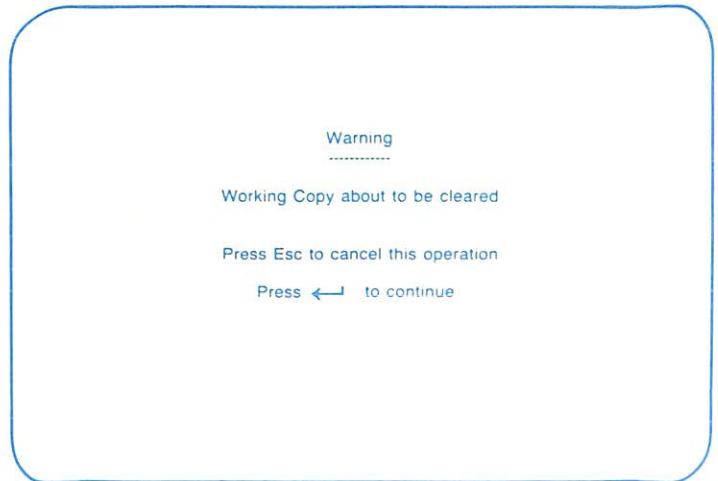 Warning
------------
Working Copy about to be cleared
Press Esc to cancel this operation
Press ←┘ to continue